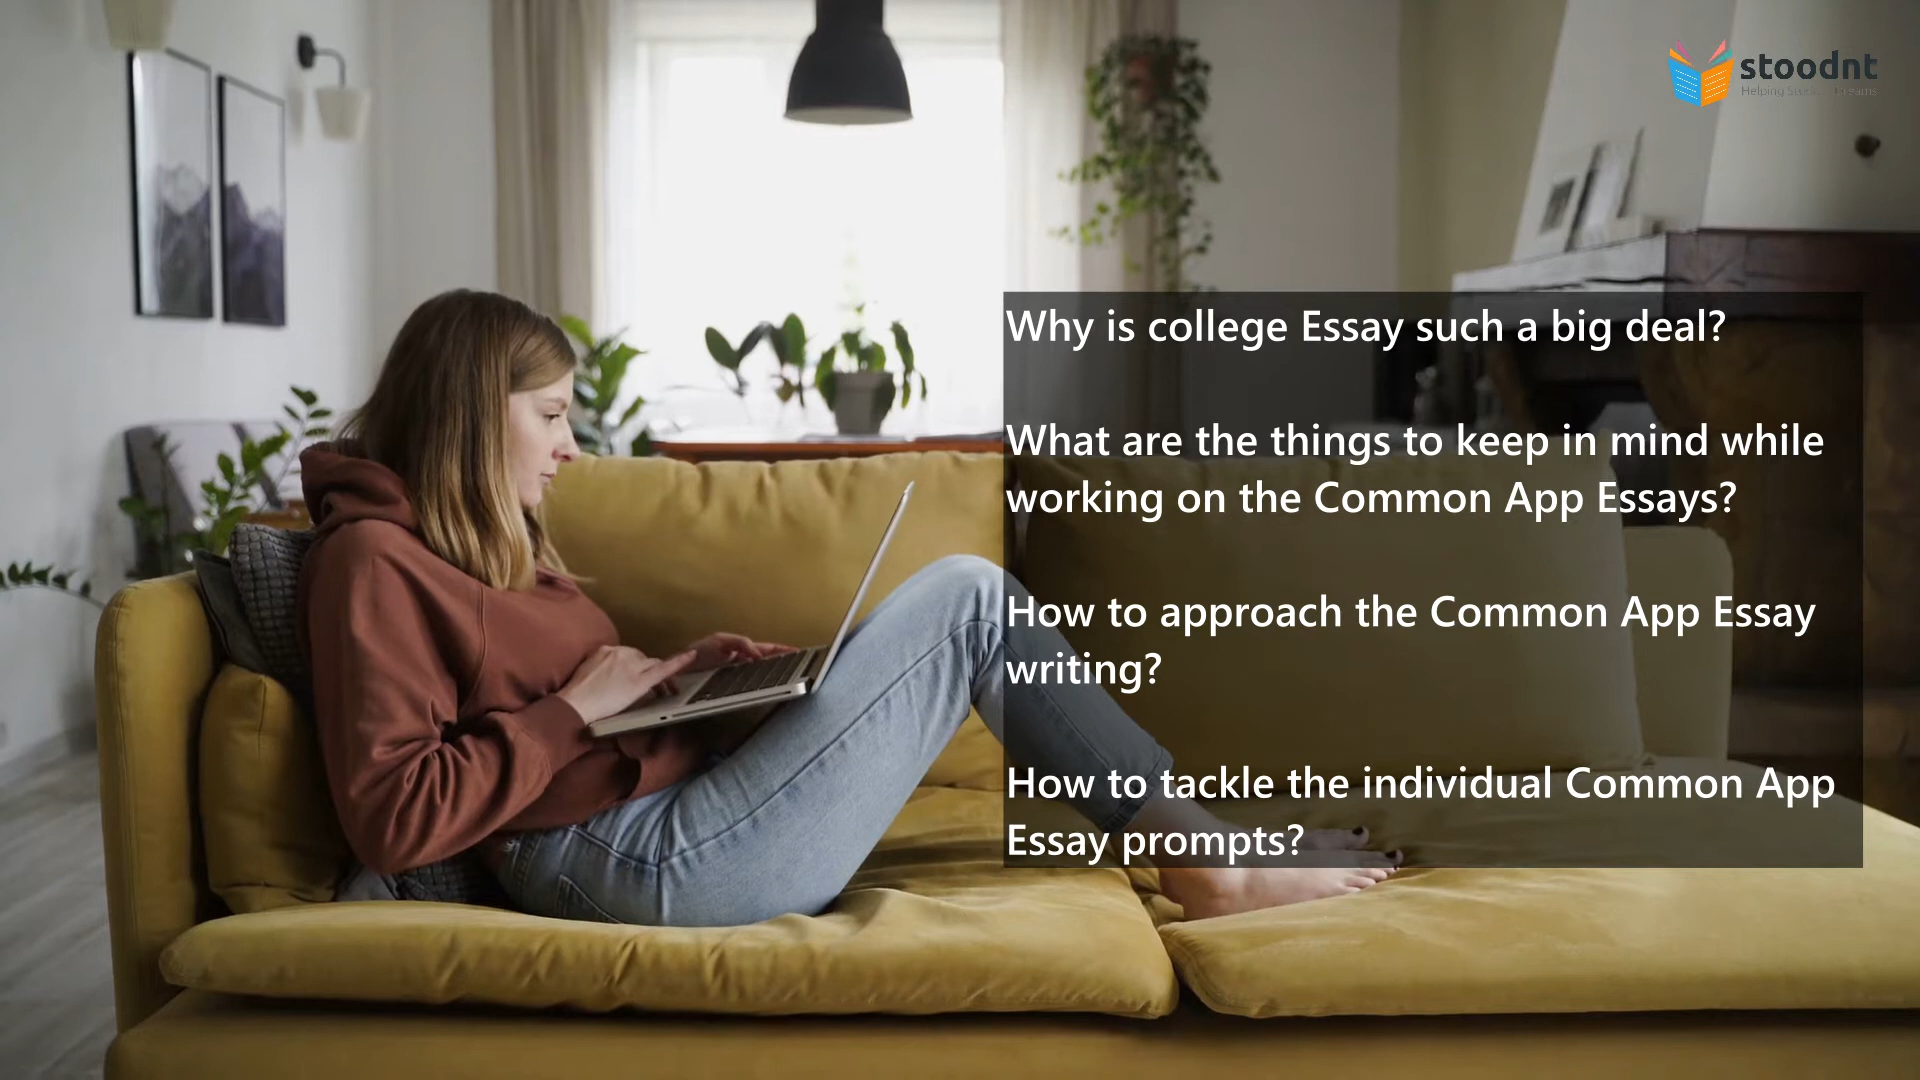 stoodnt
Helping
Why is college Essay such a big deal?
What are the things to keep in mind while
working on the Common App Essays?
How to approach the Common App Essay
writing?
How to tackle the individual Common App
Essay prompts?